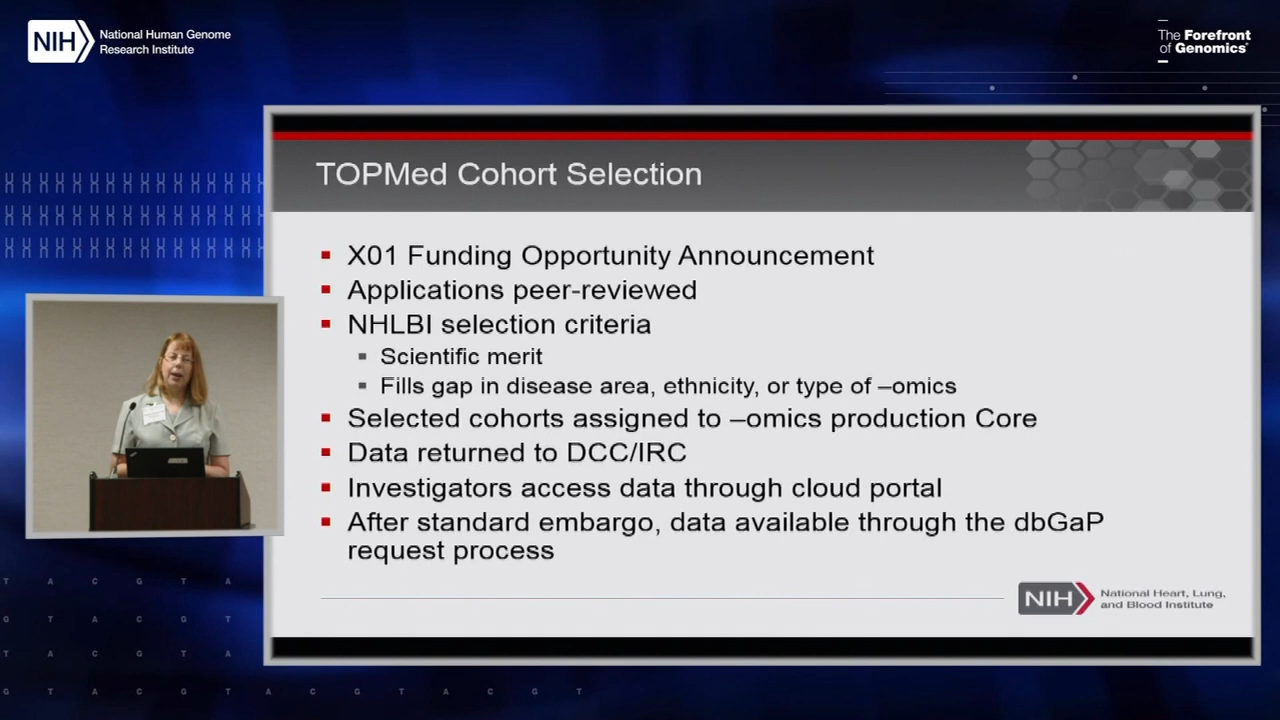 NIH
National Human Genome
Research Institute
The Forefront
of Genomics®
TOPMed Cohort Selection
X01 Funding Opportunity Announcement
Applications peer-reviewed
NHLBI selection criteria
Scientific merit
Fills gap in disease area, ethnicity, or type of –omics
Selected cohorts assigned to –omics production Core
Data returned to DCC/IRC
Investigators access data through cloud portal
After standard embargo, data available through the dbGaP
request process
NIH
National Heart, Lung,
and Blood Institute
T A C G T A
G T A C G T
T A C G T A
G T A C G T A C G T A C G T